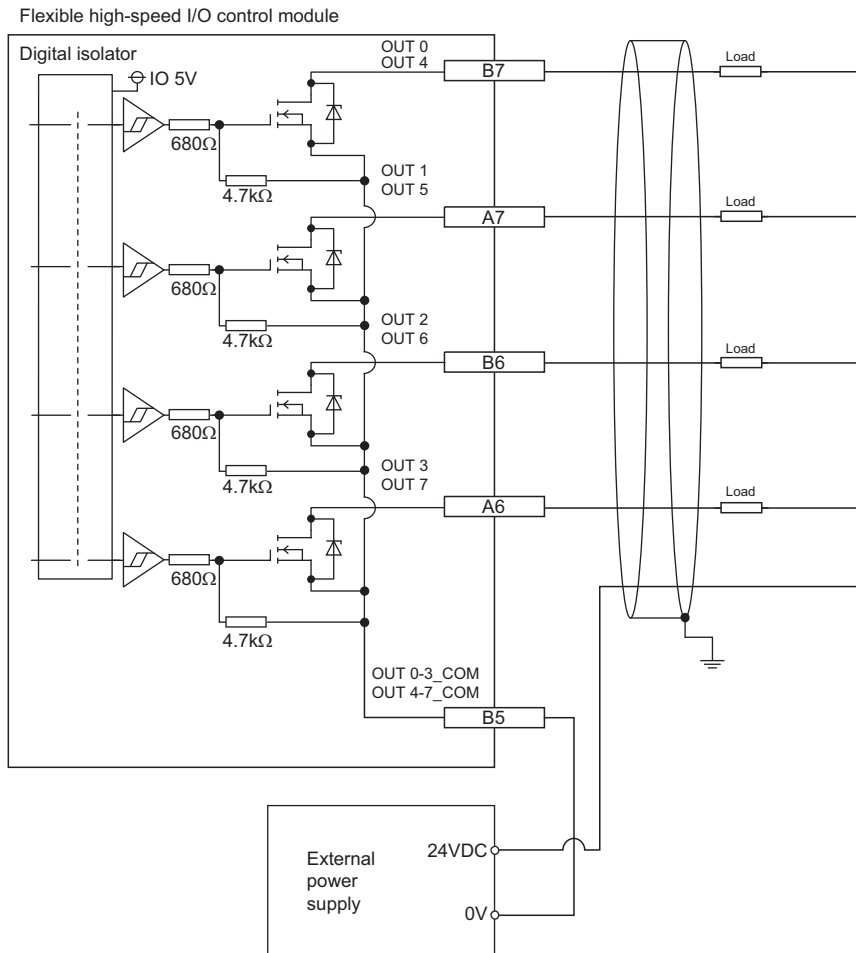 Flexible high-speed I/O control module
Digital isolator
IO 5V
OUT 0
OUT 4
B7
Load
680Ω
4.7kΩ
OUT 1
OUT 5
A7
Load
680Ω
4.7kΩ
OUT 2
OUT 6
B6
Load
680Ω
4.7kΩ
OUT 3
OUT 7
A6
Load
680Ω
4.7kΩ
OUT 0-3_COM
OUT 4-7_COM
B5
External
power
supply
24VDC
0V